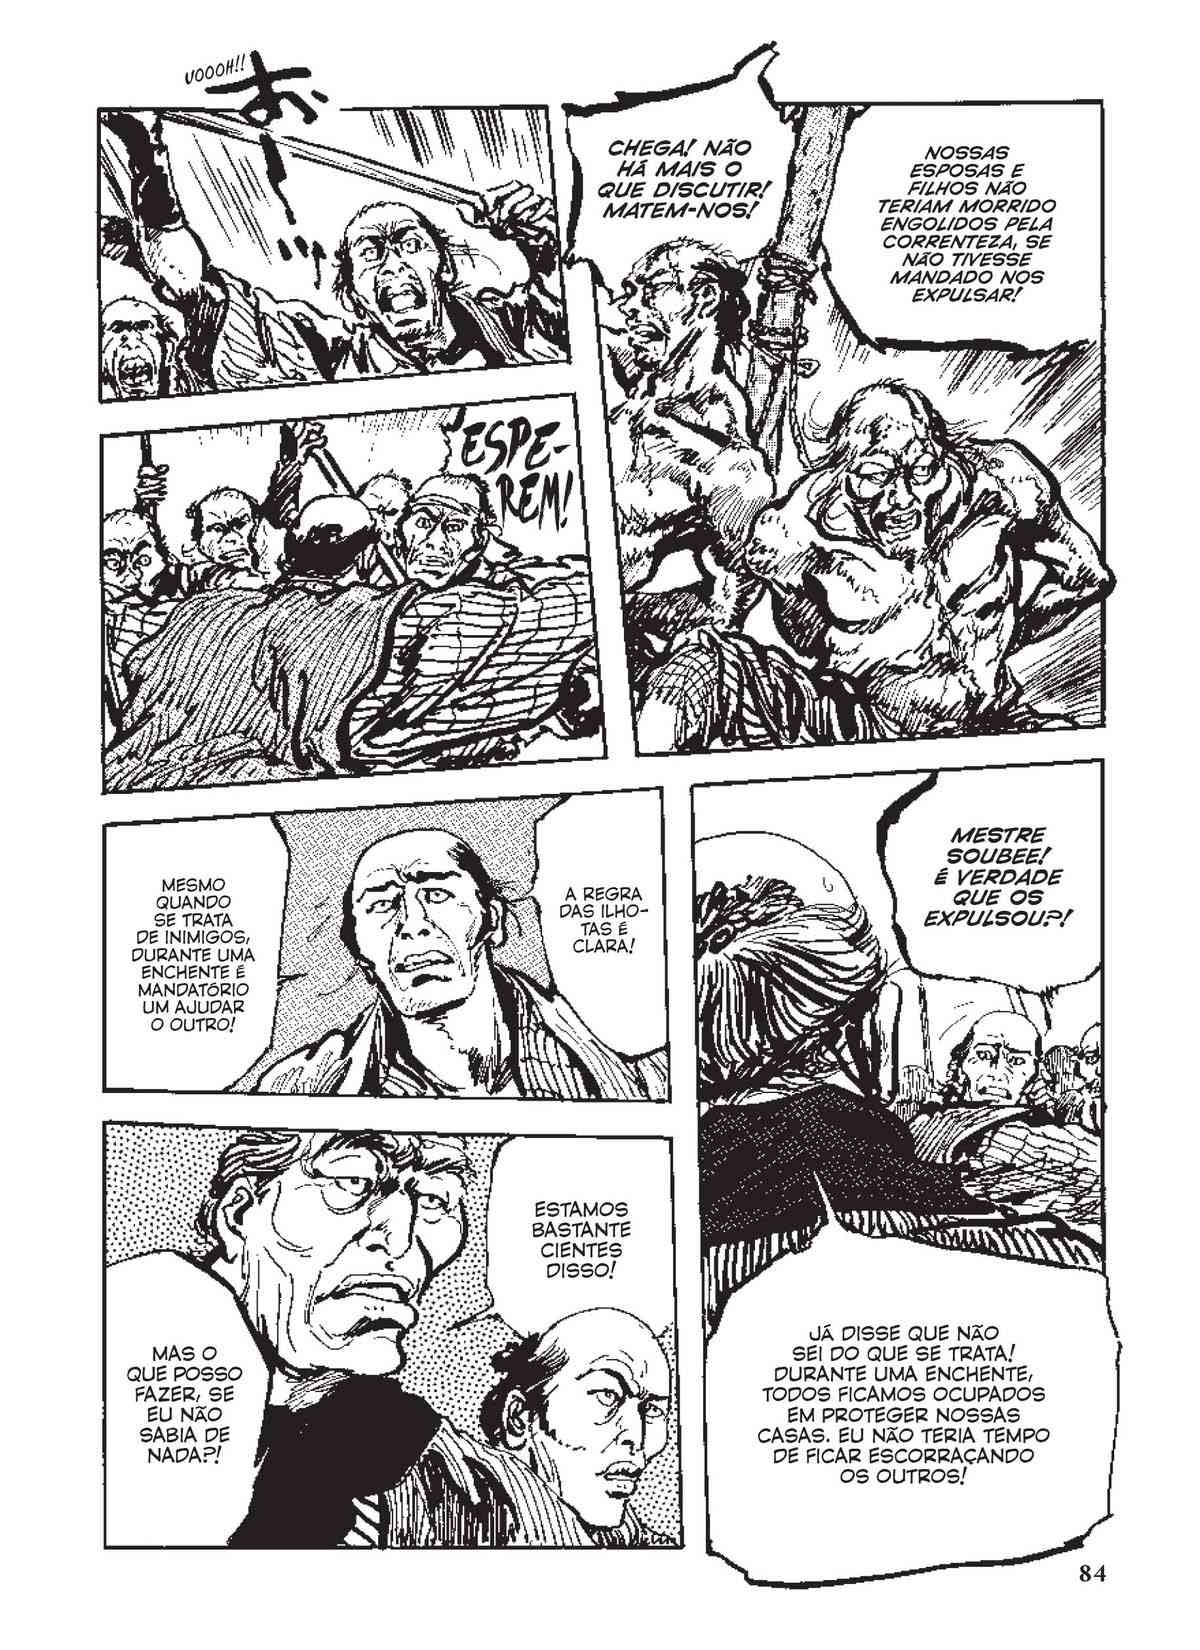 NOSSAS
ESPOSAS E
FILHOS NÃO
TERIAM MORRIDO
ENGOLIDOS PELA
CORRENTEZA, SE
NÃO TIVESSE
MANDADO NOS
EXPULSAR!
CHEGA! NÃO
HÁ MAIS O
QUE DISCUTIR!
MATEM-NOS!
VOOOH!!
お
ESPE-
REM!
MESTRE
SOUBEE!
É VERDADE
QUE OS
EXPULSOU?!
JÁ DISSE QUE NÃO
SEI DO QUE SE TRATA!
DURANTE UMA ENCHENTE,
TODOS FICAMOS OCUPADOS
EM PROTEGER NOSSAS
CASAS. EU NÃO TERIA TEMPO
DE FICAR ESCORRAÇANDO
OS OUTROS!
A REGRA
DAS ILHO-
TAS É
CLARA!
MESMO
QUANDO
SE TRATA
DE INIMIGOS,
DURANTE UMA
ENCHENTE É
MANDATÓRIO
UM AJUDAR
O OUTRO!
ESTAMOS
BASTANTE
CIENTES
DISSO!
MAS O
QUE POSSO
FAZER, SE
EU NÃO
SABIA DE
NADA?!
84